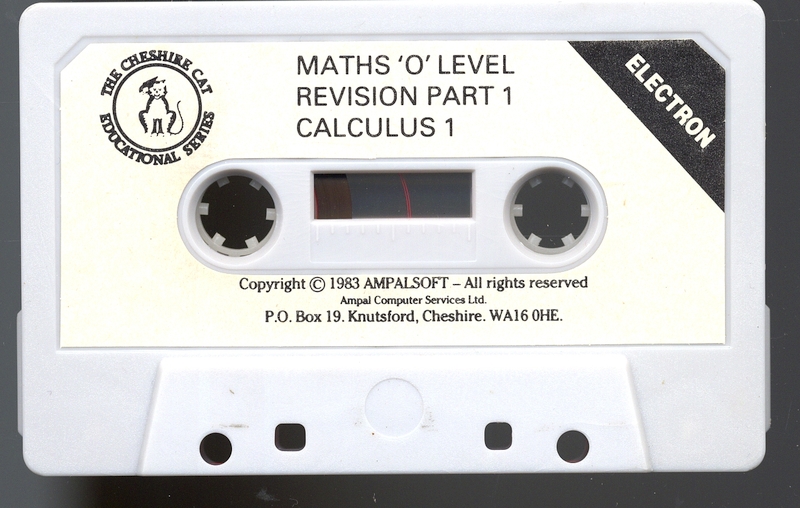 THE CHESHIRE CAT
EDUCATIONAL SERIES
MATHS 'O' LEVEL
REVISION PART 1
CALCULUS 1
ELECTRON
Copyright © 1983 AMPALSOFT – All rights reserved
Ampal Computer Services Ltd.
P.O. Box 19. Knutsford, Cheshire. WA16 0HE.